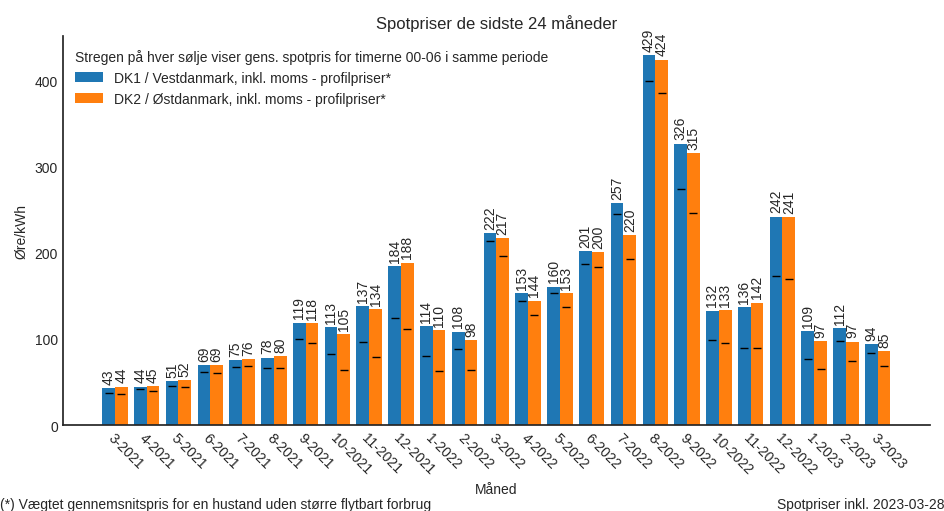 Spotpriser de sidste 24 måneder
Stregen på hver søjle viser gens. spotpris for timerne 00-06 i samme periode
DK1 / Vestdanmark, inkl. moms - profilpriser*
DK2 / Østdanmark, inkl. moms - profilpriser*
Øre/kWh
400
300
200
100
0
43 44 44 45 51 52 69 69 75 76 78 80 119 118 113 105 137 134 184 188 114 110 108 98 222 217 153 144 160 153 201 200 257 220 429 424 326 315 132 133 136 142 242 241 109 97 112 97 94 85
3-2021 4-2021 5-2021 6-2021 7-2021 8-2021 9-2021 10-2021 11-2021 12-2021 1-2022 2-2022 3-2022 4-2022 5-2022 6-2022 7-2022 8-2022 9-2022 10-2022 11-2022 12-2022 1-2023 2-2023 3-2023
Måned
(*) Vægtet gennemsnitspris for en hustand uden større flytbart forbrug
Spotpriser inkl. 2023-03-28